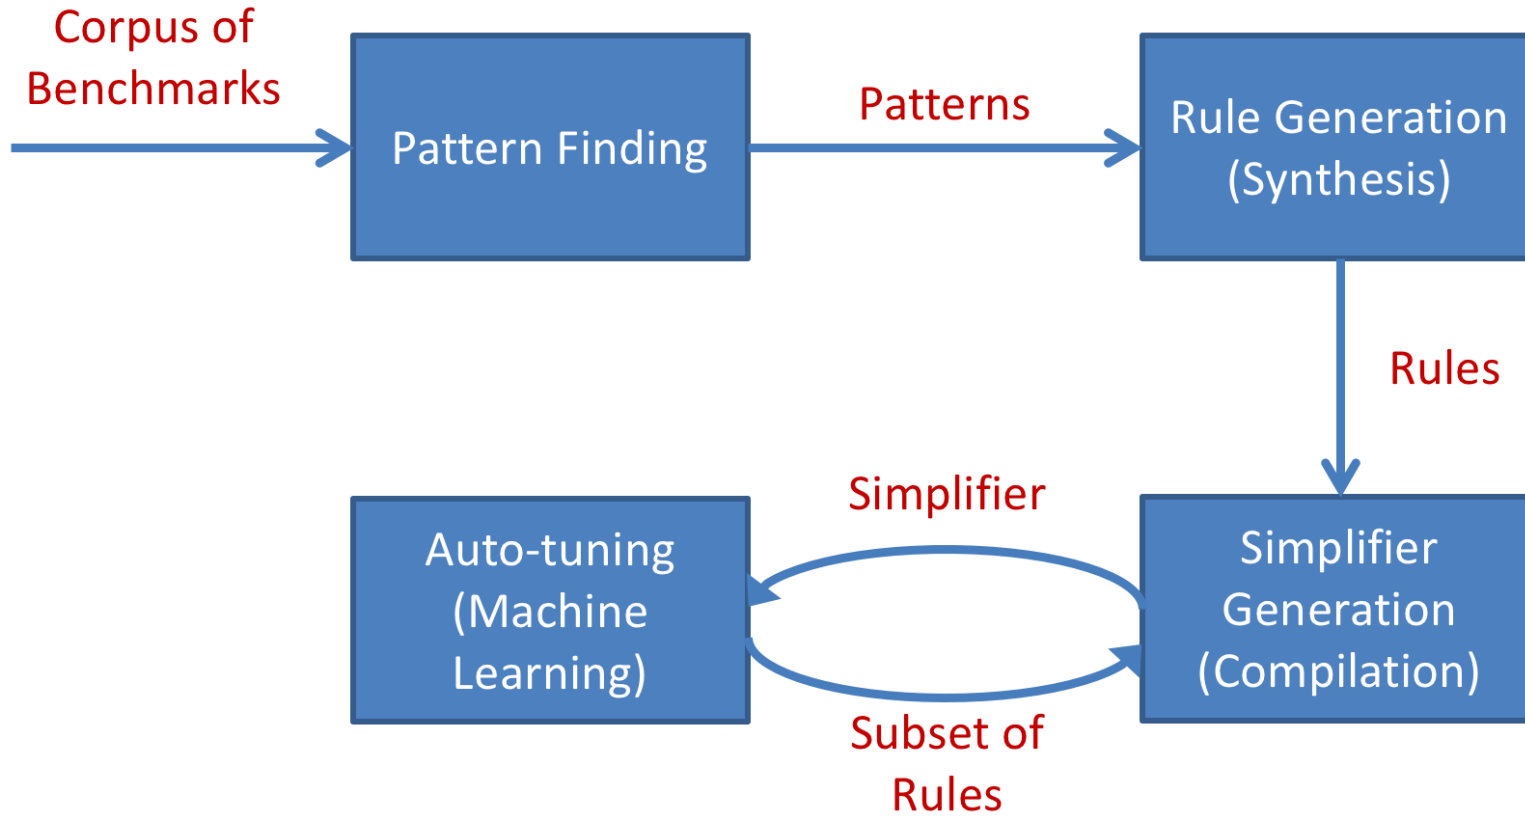 Corpus of
Benchmarks
Pattern Finding
Patterns
Rule Generation
(Synthesis)
Rules
Simplifier
Generation
(Compilation)
Simplifier
Auto-tuning
(Machine
Learning)
Subset of
Rules